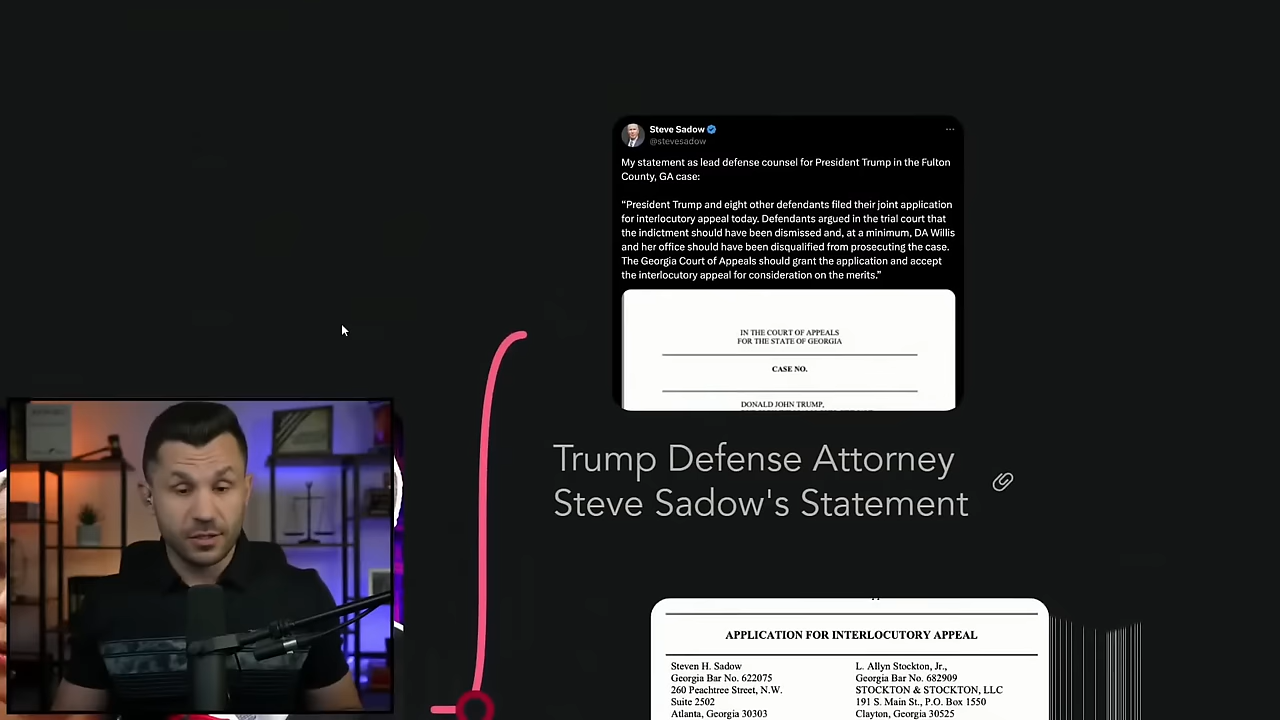 Steve Sadow
@stevesadow
My statement as lead defense counsel for President Trump in the Fulton
County, GA case:
“President Trump and eight other defendants filed their joint application
for interlocutory appeal today. Defendants argued in the trial court that
the indictment should have been dismissed and, at a minimum, DA Willis
and her office should have been disqualified from prosecuting the case.
The Georgia Court of Appeals should grant the application and accept
the interlocutory appeal for consideration on the merits.”
IN THE COURT OF APPEALS
FOR THE STATE OF GEORGIA
CASE NO.
DONALD JOHN TRUMP,
Trump Defense Attorney
Steve Sadow's Statement
APPLICATION FOR INTERLOCUTORY APPEAL
Steven H. Sadow
Georgia Bar No. 622075
260 Peachtree Street, N.W.
Suite 2502
Atlanta, Georgia 30303
L. Allyn Stockton, Jr.,
Georgia Bar No. 682909
STOCKTON & STOCKTON, LLC
191 S. Main St., P.O. Box 1550
Clayton, Georgia 30525